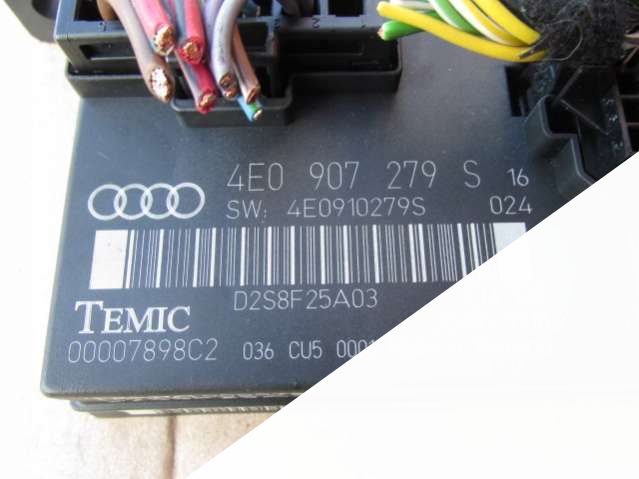 4E0 907 279 S 16
SW: 4E0910279S 024
D2S8F25A03
TEMIC
00007898C2 036 CU5